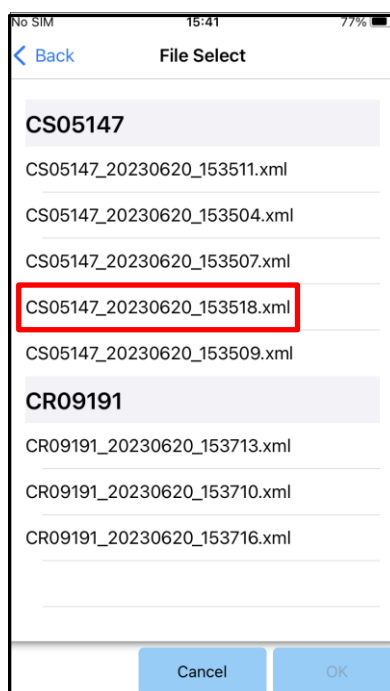 No SIM 15:41 77%
Back File Select
CS05147
CS05147_20230620_153511.xml
CS05147_20230620_153504.xml
CS05147_20230620_153507.xml
CS05147_20230620_153518.xml
CS05147_20230620_153509.xml
CR09191
CR09191_20230620_153713.xml
CR09191_20230620_153710.xml
CR09191_20230620_153716.xml
Cancel OK